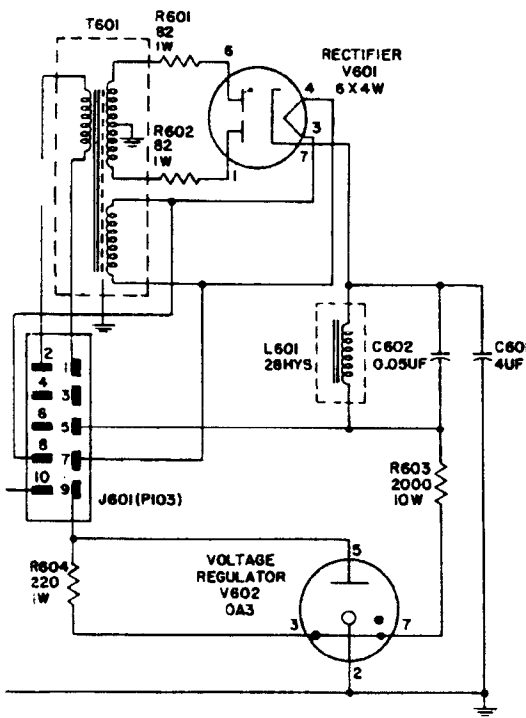 T601
R601
82
1W
6
RECTIFIER
V601
6X4W
4
3
7
R602
82
1W
1
L601
28HYS
C602
0.05UF
C60
4UF
2
1
4
3
6
5
8
7
10
9
J601(P103)
R603
2000
10W
R604
220
1W
VOLTAGE
REGULATOR
V602
0A3
5
3
7
2